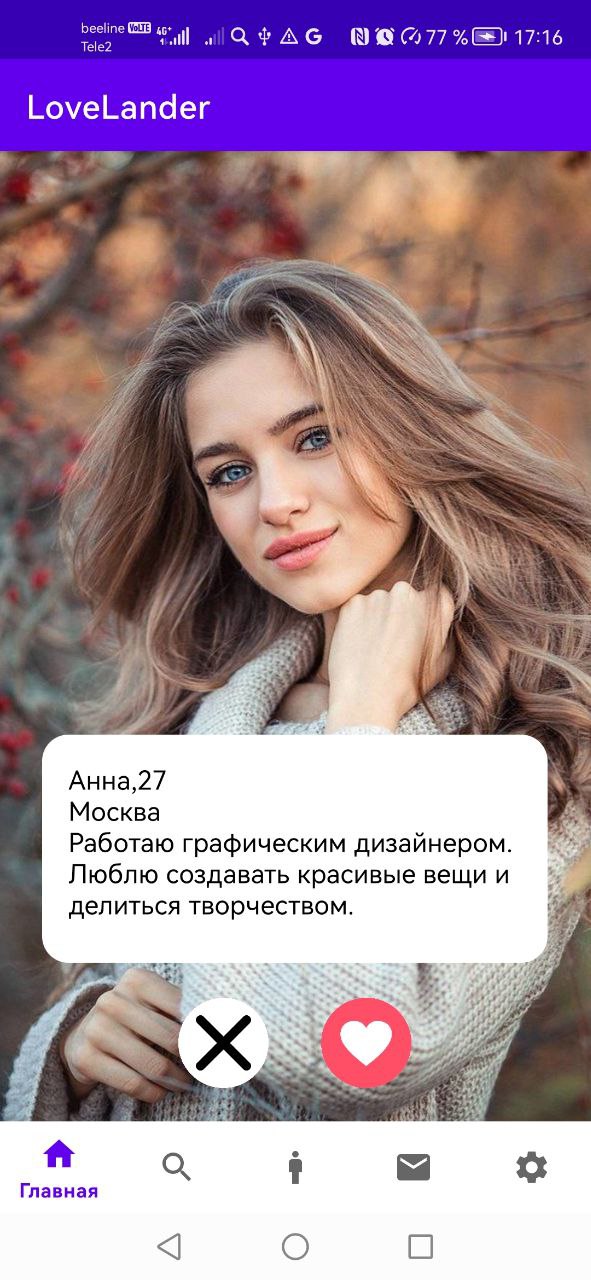 beeline VoLTE 4G+ 77 % 17:16
Tele2
LoveLander
Анна,27
Москва
Работаю графическим дизайнером.
Люблю создавать красивые вещи и
делиться творчеством.
Главная